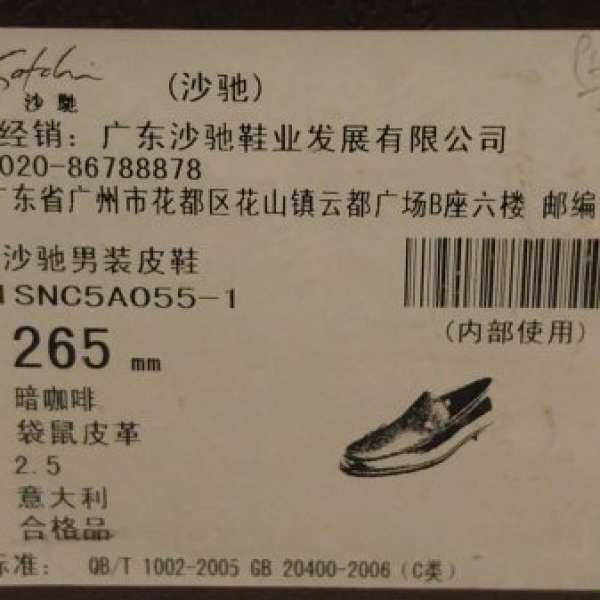 Satchi
沙驰
(沙驰)
经销：广东沙驰鞋业发展有限公司
020-86788878
广东省广州市花都区花山镇云都广场B座六楼 邮编
沙驰男装皮鞋
1SNC5A055-1
(内部使用)
265 mm
暗咖啡
袋鼠皮革
2.5
意大利
合格品
标准: QB/T 1002-2005 GB 20400-2006 (C类)